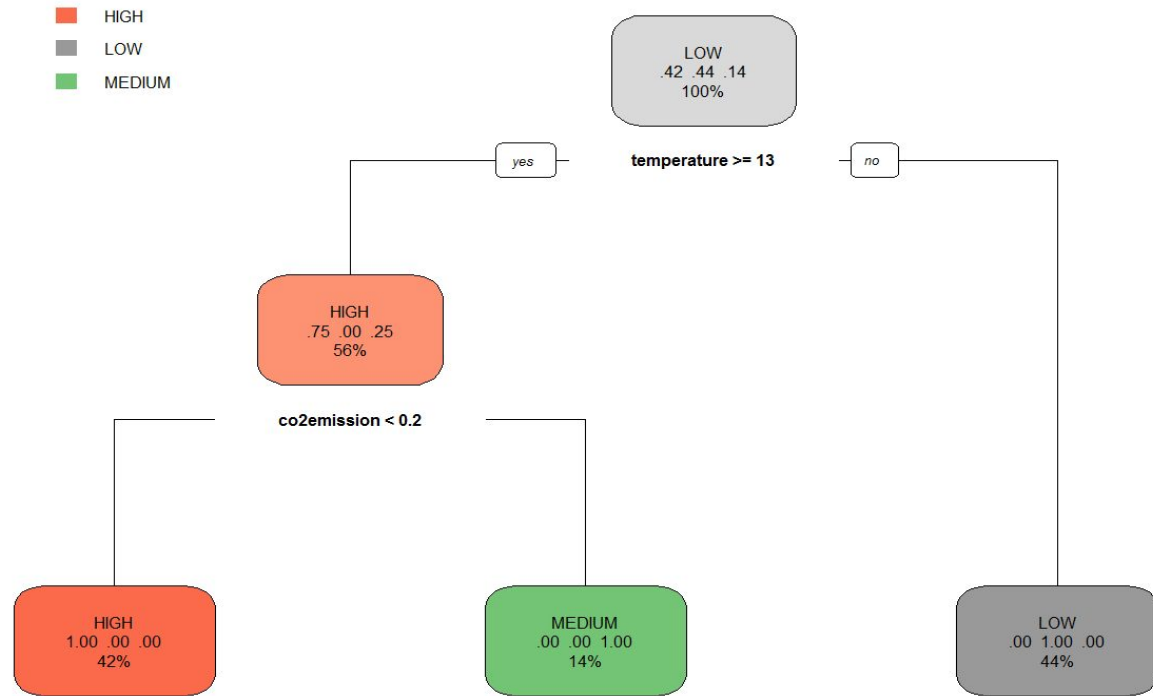 HIGH
LOW
MEDIUM
LOW
.42 .44 .14
100%
yes
temperature >= 13
no
HIGH
.75 .00 .25
56%
co2emission < 0.2
HIGH
1.00 .00 .00
42%
MEDIUM
.00 .00 1.00
14%
LOW
.00 1.00 .00
44%